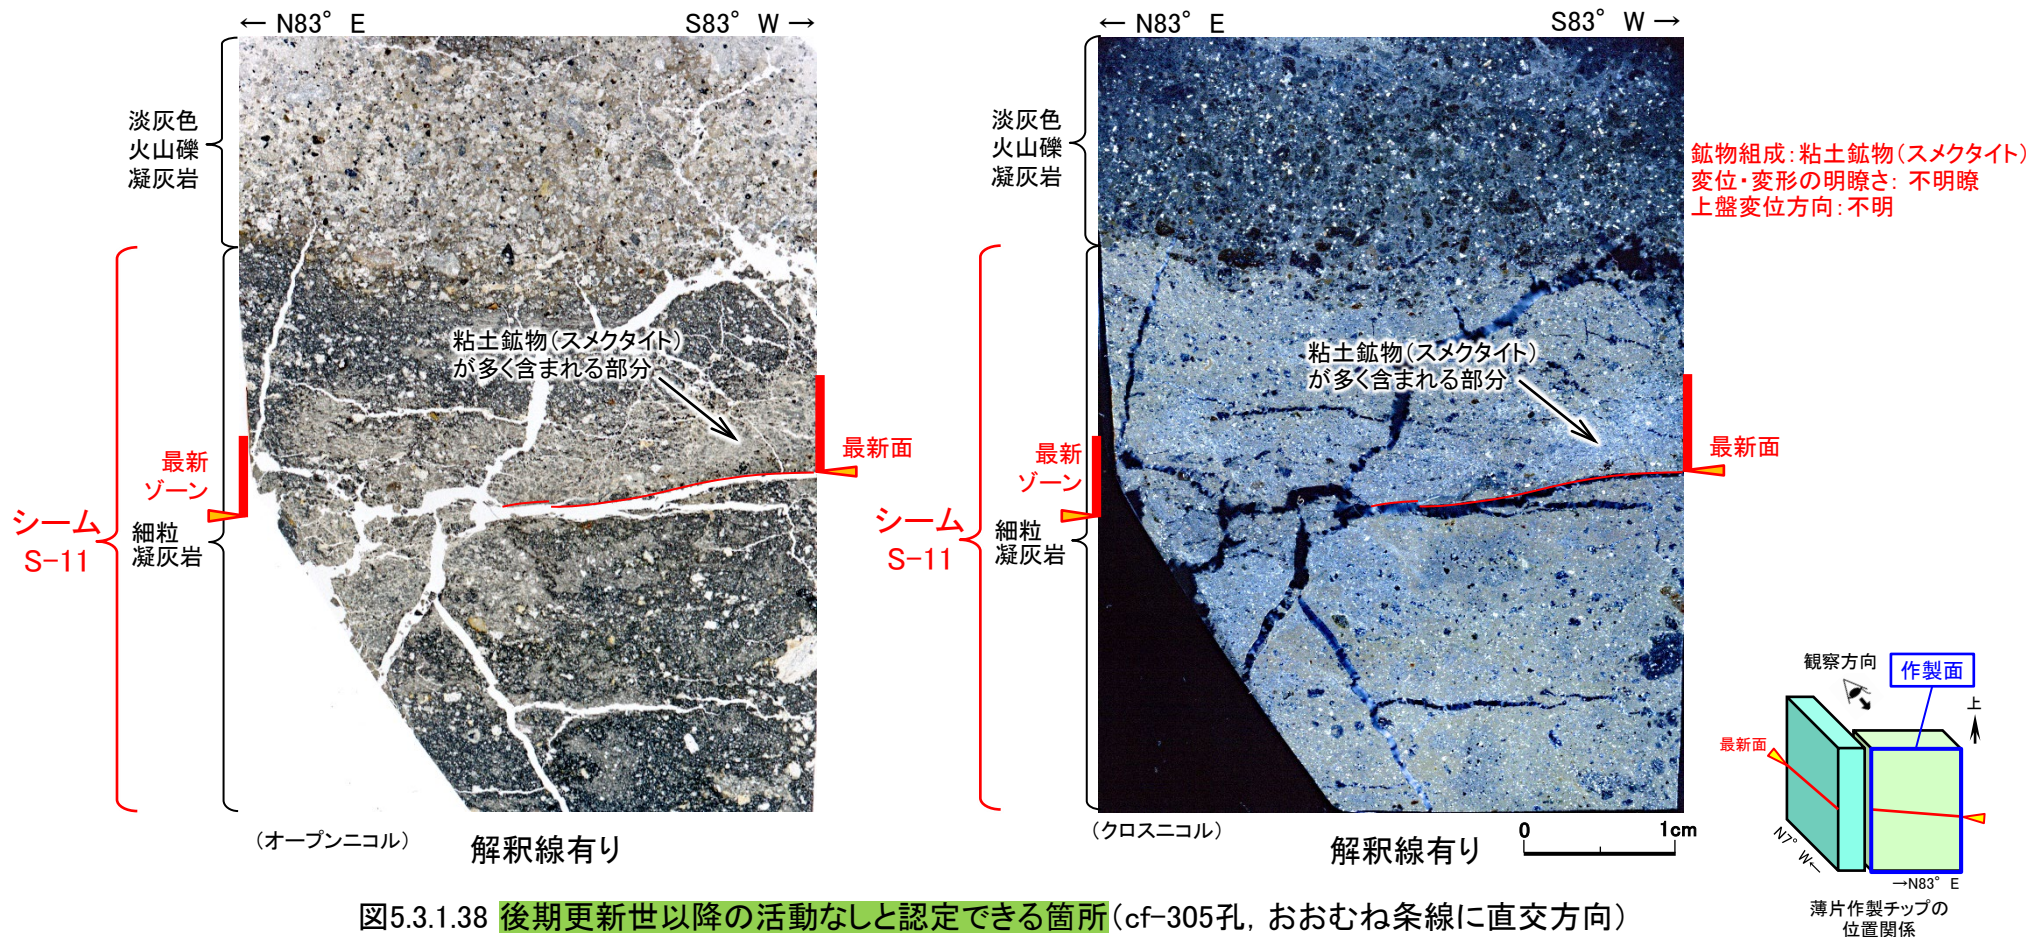 ← N83° E
S83° W →
← N83° E
S83° W →
淡灰色
火山礫
凝灰岩
淡灰色
火山礫
凝灰岩
鉱物組成:粘土鉱物(スメクタイト)
変位・変形の明瞭さ: 不明瞭
上盤変位方向:不明
粘土鉱物(スメクタイト)
が多く含まれる部分
粘土鉱物(スメクタイト)
が多く含まれる部分
最新
ゾーン
最新面
最新
ゾーン
最新面
シーム
S-11
細粒
凝灰岩
シーム
S-11
細粒
凝灰岩
観察方向
作製面
上
最新面
N7° W←
→N83° E
薄片作製チップの
位置関係
(オープンニコル)
解釈線有り
(クロスニコル)
解釈線有り
0 1cm
図5.3.1.38 後期更新世以降の活動なしと認定できる箇所(cf-305孔, おおむね条線に直交方向)